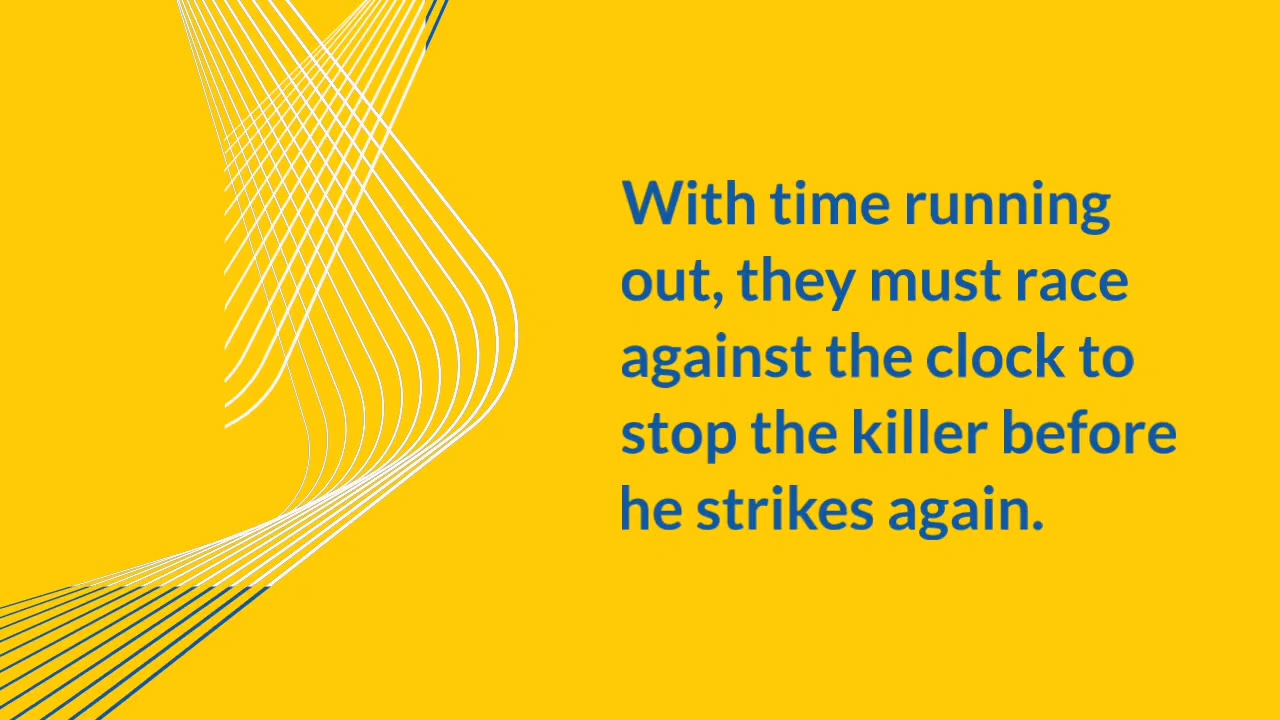 With time running
out, they must race
against the clock to
stop the killer before
he strikes again.